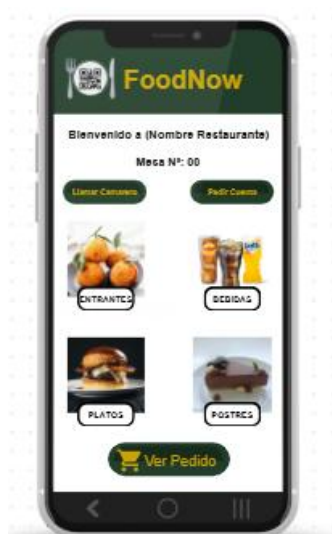 FoodNow
Bienvenido a (Nombre Restaurante)
Mesa Nº: 00
Llamar Camarero
Pedir Cuenta
ENTRANTES
BEBIDAS
PLATOS
POSTRES
Ver Pedido